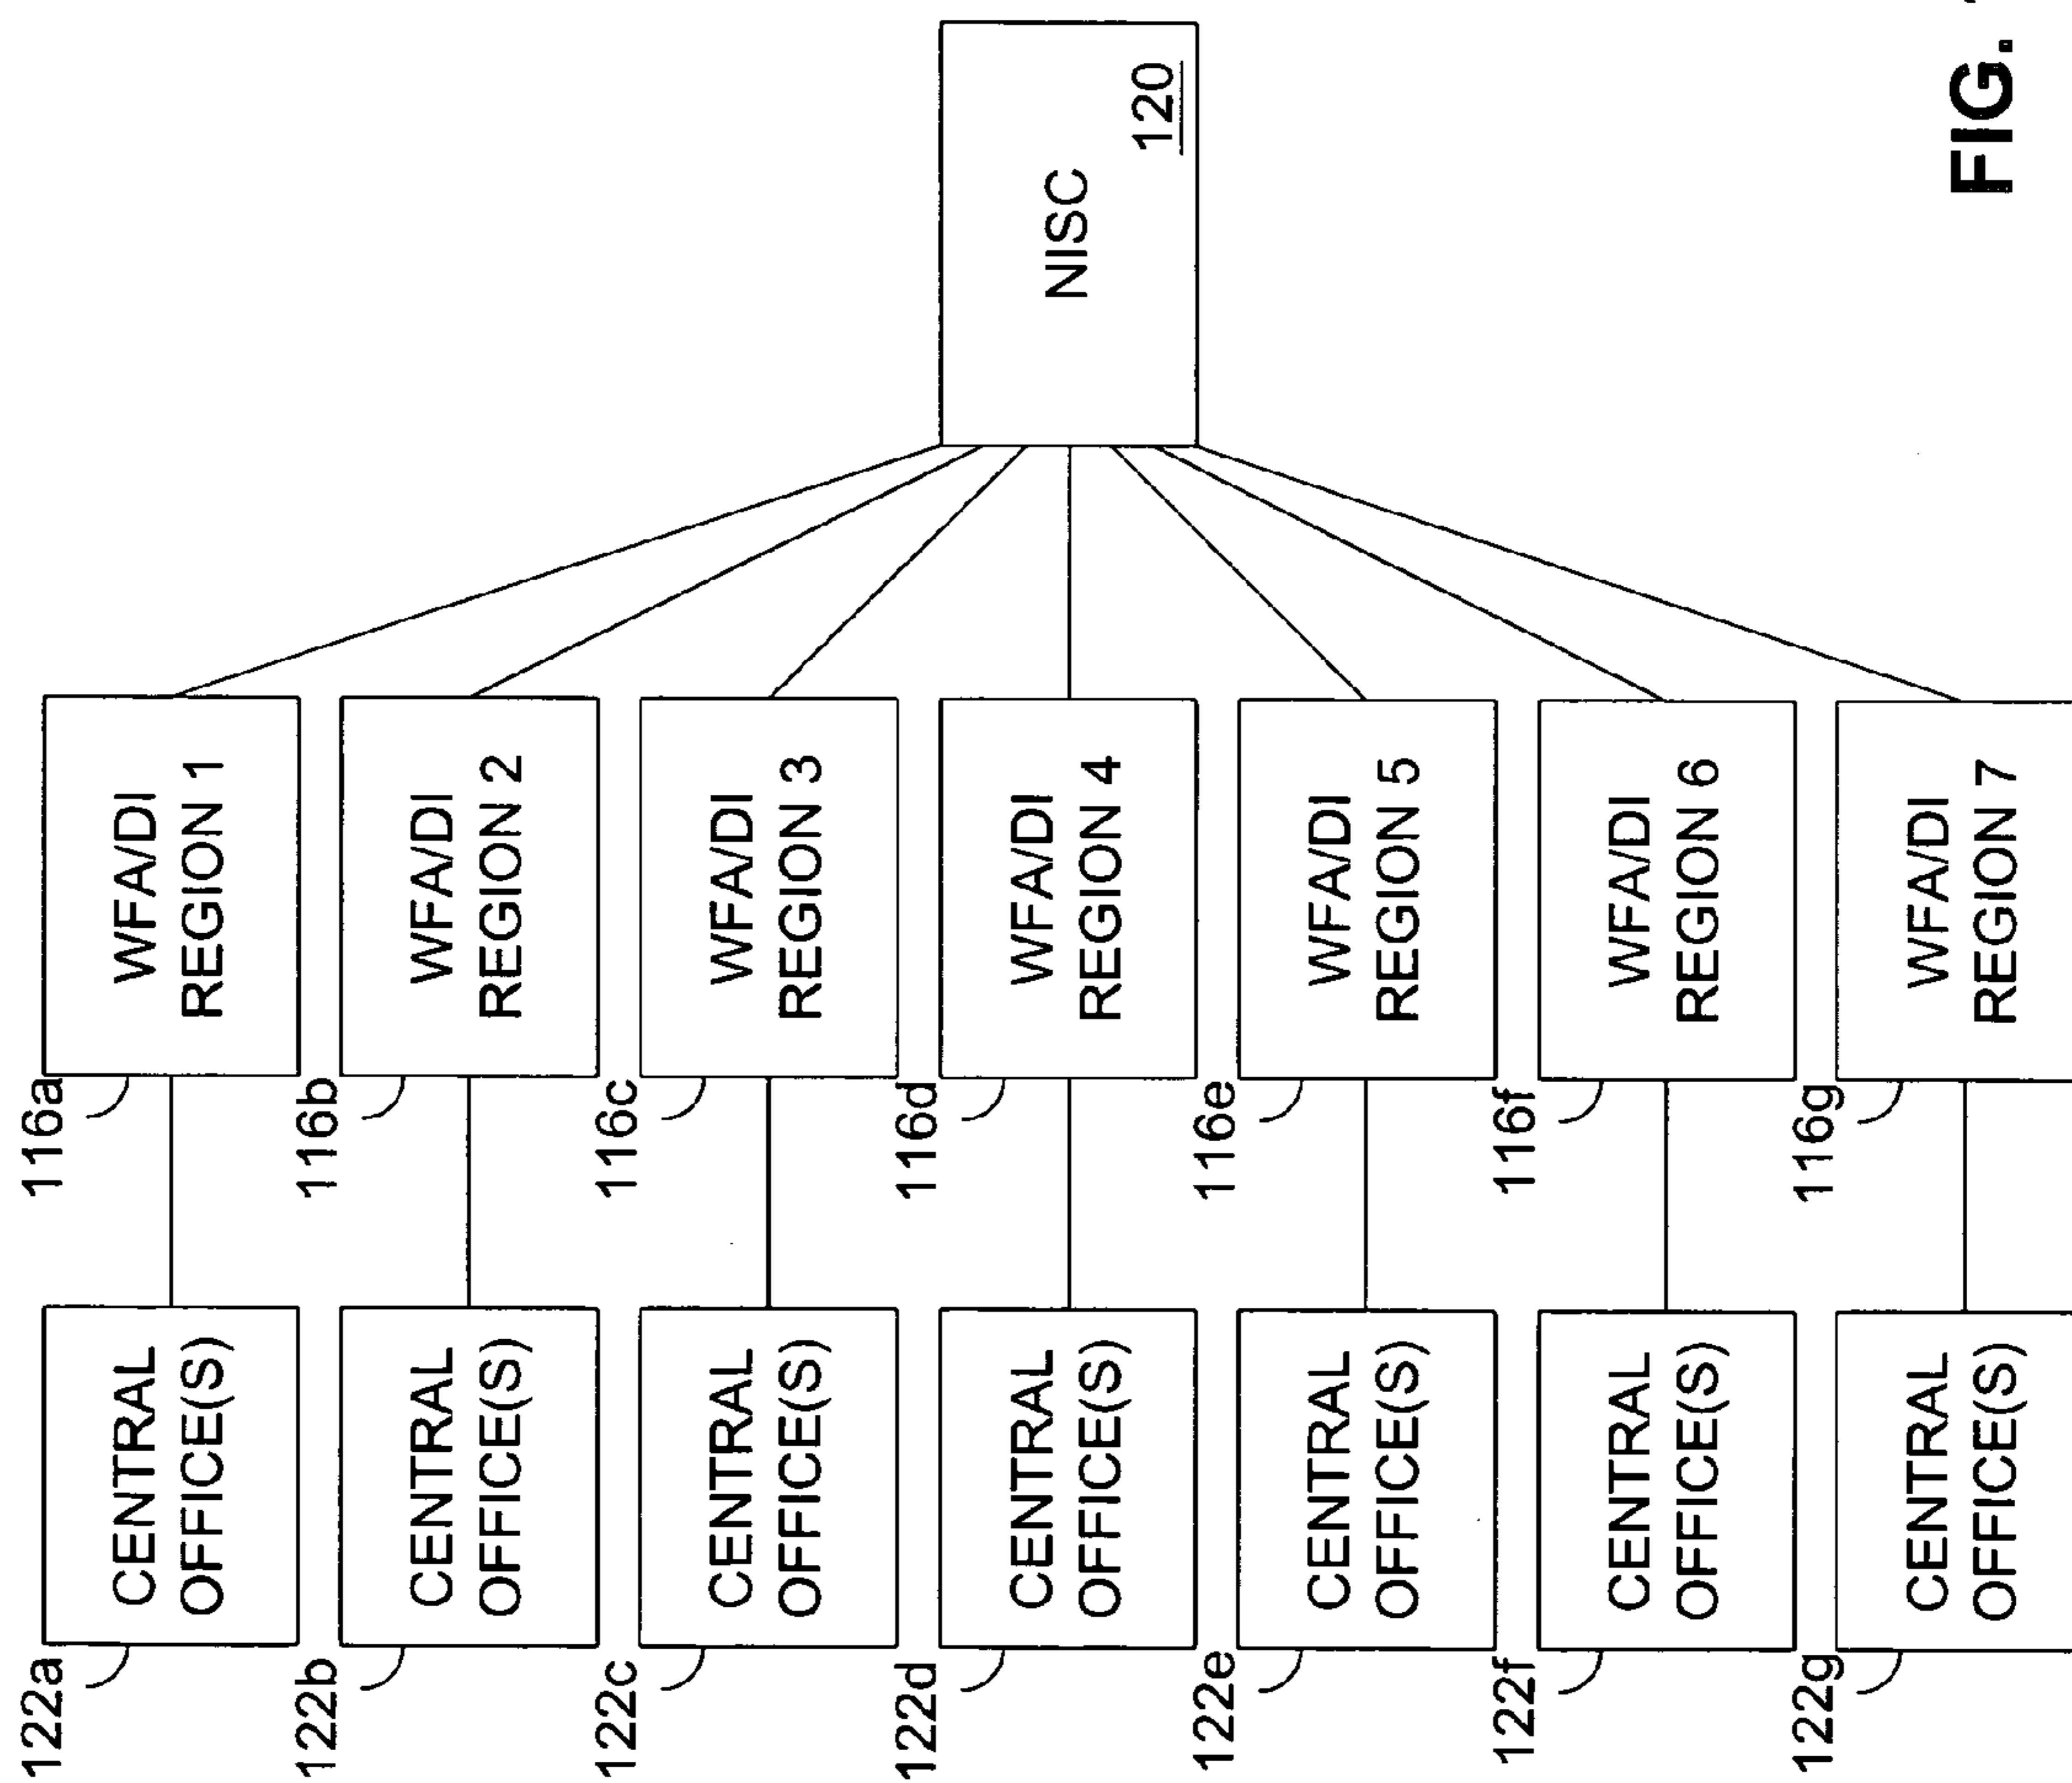 122a
CENTRAL
OFFICE(S)
116a
WFA/DI
REGION 1
122b
CENTRAL
OFFICE(S)
116b
WFA/DI
REGION 2
122c
CENTRAL
OFFICE(S)
116c
WFA/DI
REGION 3
122d
CENTRAL
OFFICE(S)
116d
WFA/DI
REGION 4
NISC
120
122e
CENTRAL
OFFICE(S)
116e
WFA/DI
REGION 5
122f
CENTRAL
OFFICE(S)
116f
WFA/DI
REGION 6
122g
CENTRAL
OFFICE(S)
116g
WFA/DI
REGION 7
FIG.